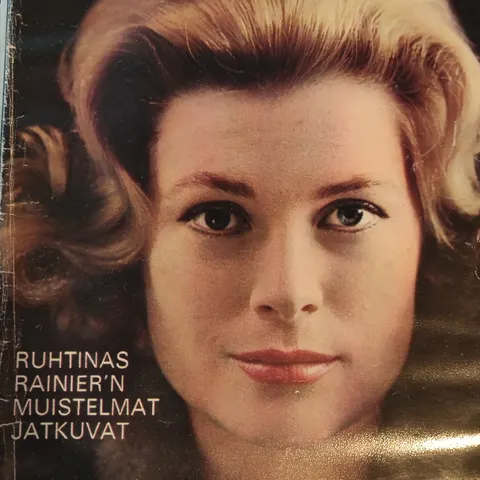 RUHTINAS
RAINIER'N
MUISTELMAT
JATKUVAT